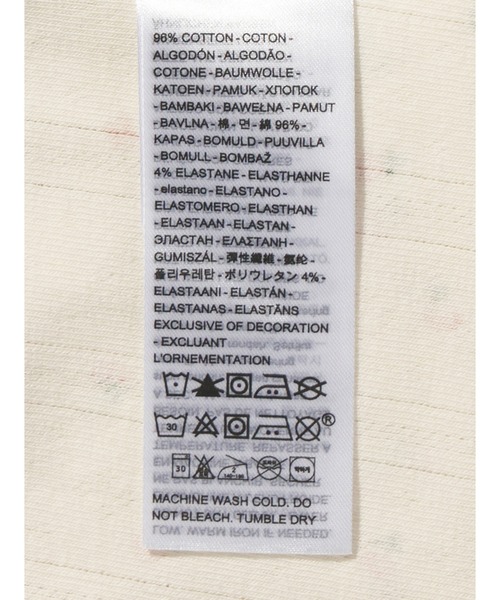 96% COTTON - COTON -
ALGODÓN - ALGODÃO -
COTONE - BAUMWOLLE -
KATOEN - PAMUK - ХЛОПОК
- BAMBAKI - BAWEŁNA - PAMUT
- BAVLNA - 棉 - 면 - 綿 96% -
KAPAS - BOMULD - PUUVILLA
- BOMULL - BOMBAŽ
4% ELASTANE - ELASTHANNE
- elastano - ELASTANO -
ELASTOMERO - ELASTHAN
- ELASTAAN - ELASTAN -
ЭЛАСТАН - ΕΛΑΣΤΑΝΗ -
GUMISZÁL - 彈性纖維 - 氨纶 -
폴리우레탄 - ポリウレタン 4% -
ELASTAANI - ELASTÁN -
ELASTANAS - ELASTĀNS
EXCLUSIVE OF DECORATION
- EXCLUANT
L'ORNEMENTATION
30 ®
30
MACHINE WASH COLD. DO
NOT BLEACH. TUMBLE DRY